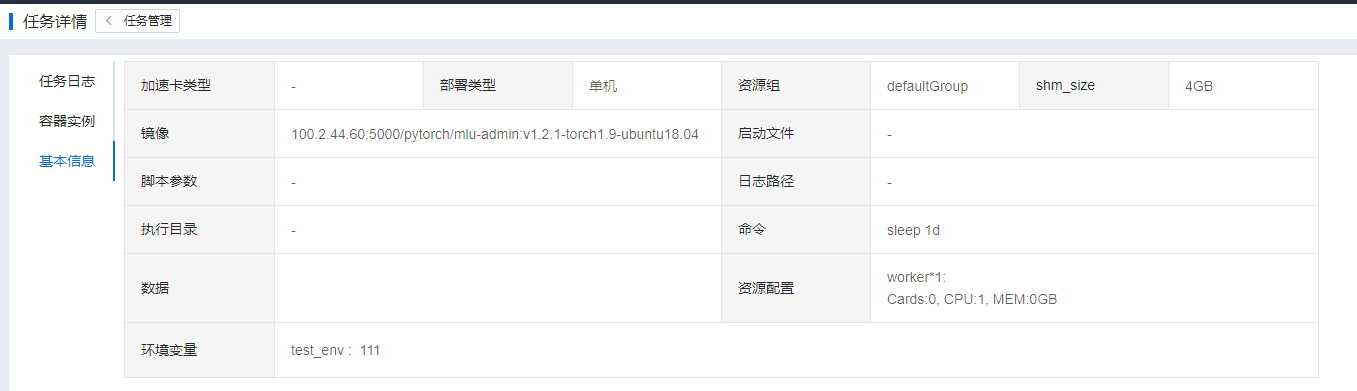 任务详情 任务管理
任务日志
容器实例
基本信息
加速卡类型 - 部署类型 单机 资源组 defaultGroup shm_size 4GB
镜像 100.2.44.60:5000/pytorch/mlu-admin:v1.2.1-torch1.9-ubuntu18.04 启动文件 -
脚本参数 - 日志路径 -
执行目录 - 命令 sleep 1d
数据 资源配置 worker*1:
Cards:0, CPU:1, MEM:0GB
环境变量 test_env : 111